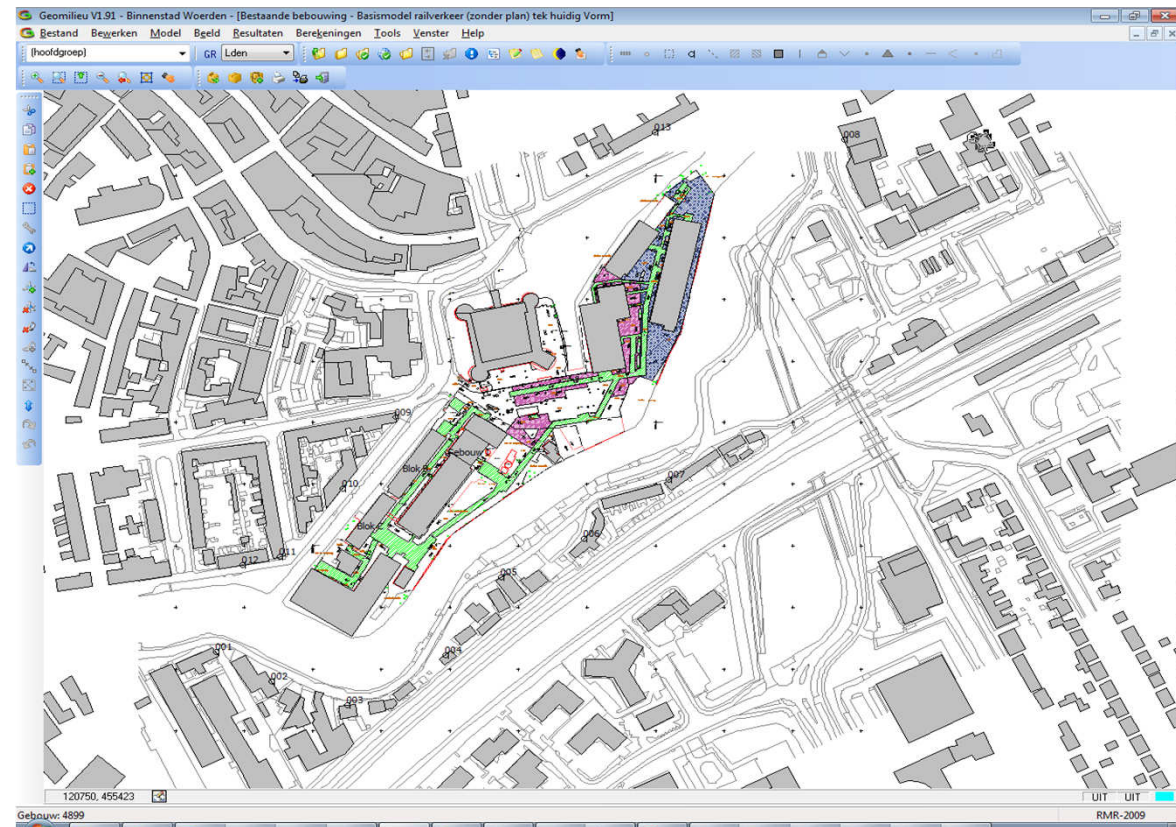 Geomilieu V1.91 - Binnenstad Woerden - [Bestaande bebouwing - Basismodel railverkeer (zonder plan) tek huidig Vorm]
Bestand Bewerken Model Beeld Resultaten Berekeningen Tools Venster Help
(hoofdgroep) GR Lden
013
008
009
007
Gebouw
Blok B
010
Blok C
006
011
012
005
001
004
002
003
120750, 455423
UIT UIT
Gebouw: 4899
RMR-2009